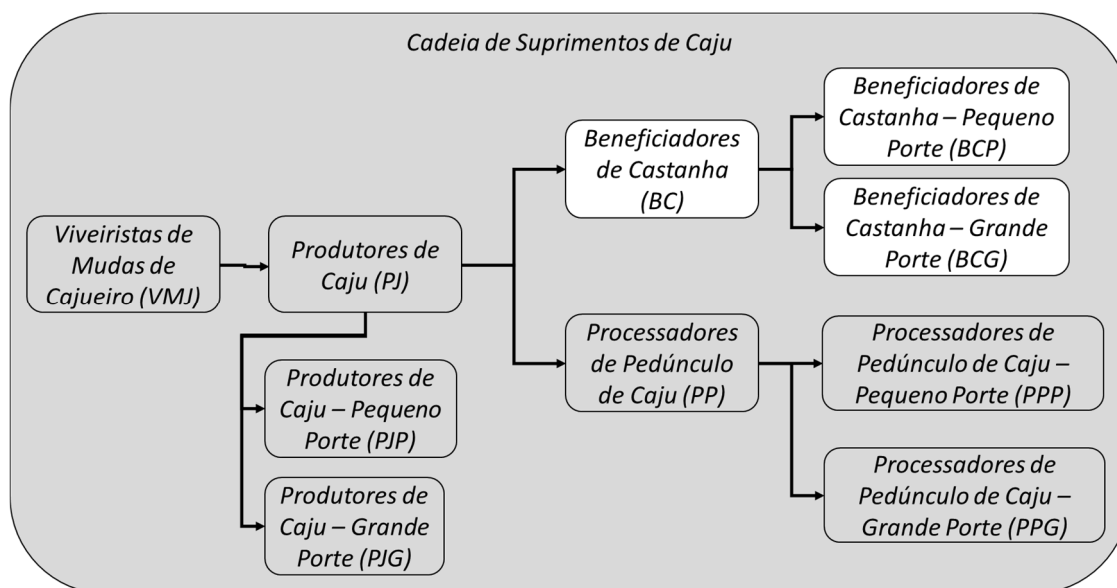 Cadeia de Suprimentos de Caju
Viveiristas de
Mudas de
Cajueiro (VMJ)
Produtores de
Caju (PJ)
Produtores de
Caju – Pequeno
Porte (PJP)
Produtores de
Caju – Grande
Porte (PJG)
Beneficiadores
de Castanha
(BC)
Beneficiadores de
Castanha – Pequeno
Porte (BCP)
Beneficiadores de
Castanha – Grande
Porte (BCG)
Processadores
de Pedúnculo
de Caju (PP)
Processadores de
Pedúnculo de Caju –
Pequeno Porte (PPP)
Processadores de
Pedúnculo de Caju –
Grande Porte (PPG)